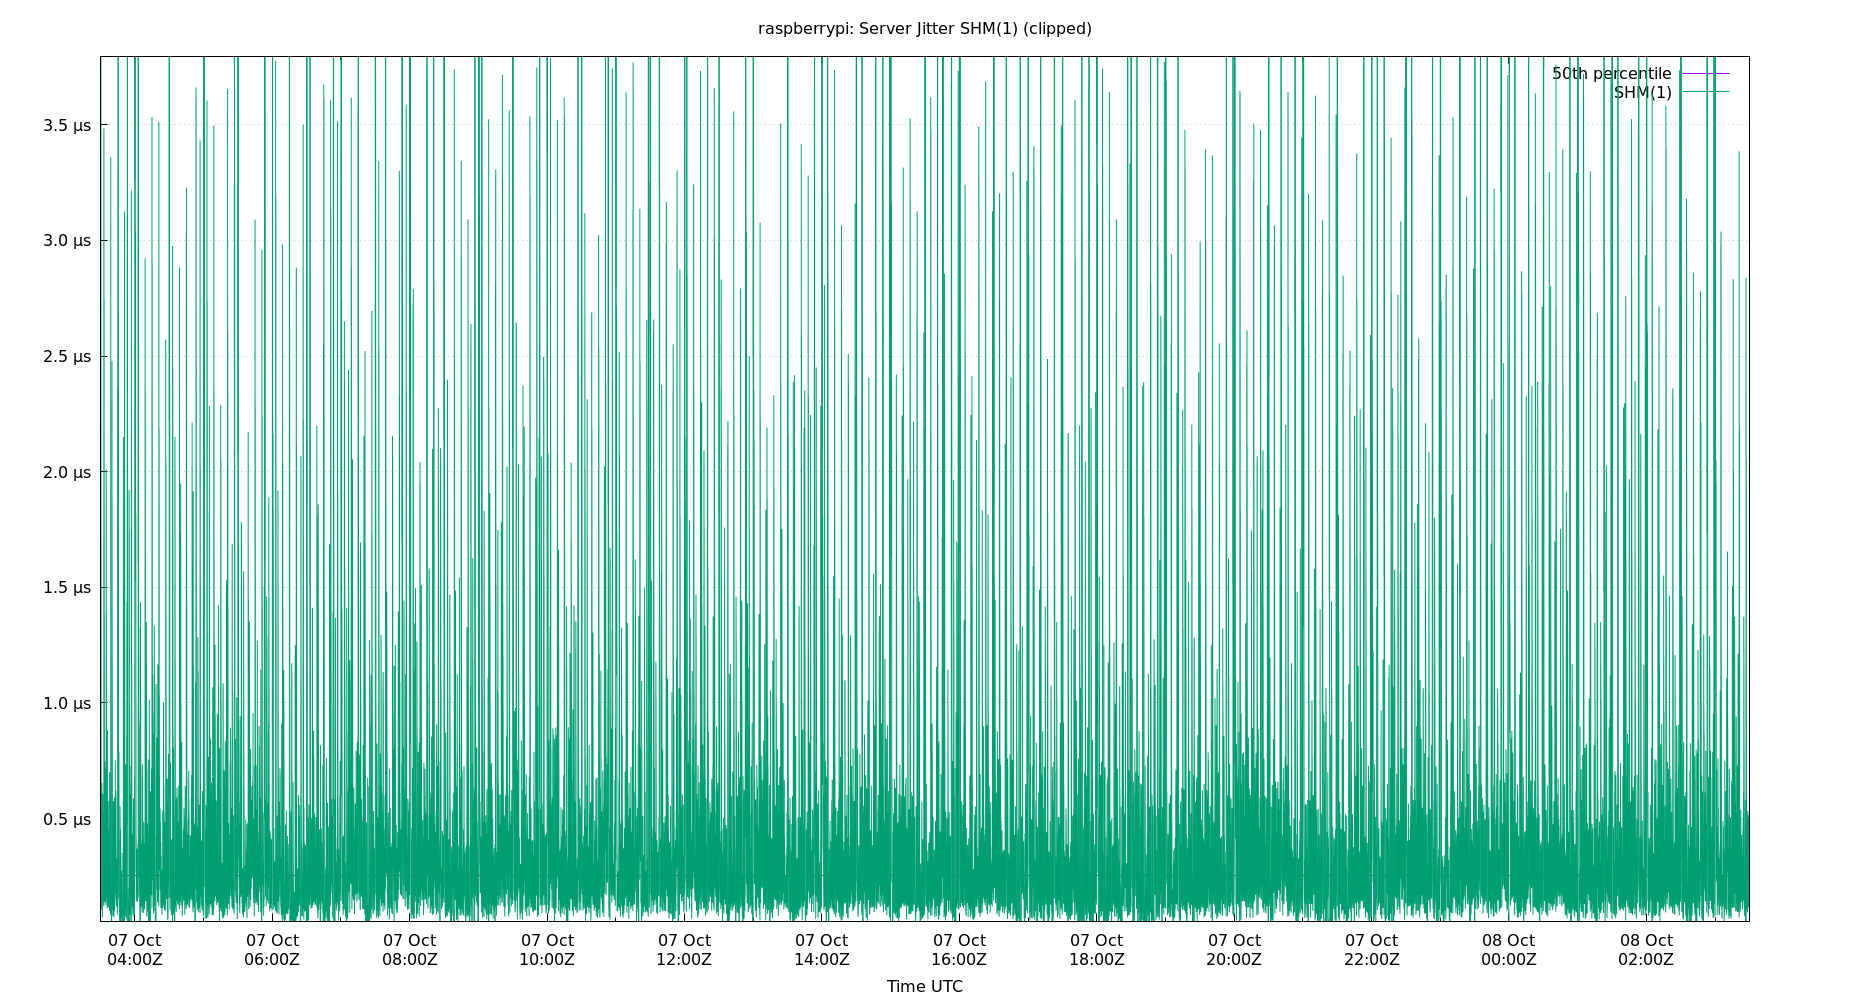 raspberrypi: Server Jitter SHM(1) (clipped)
50th percentile
SHM(1)
3.5 μs
3.0 μs
2.5 μs
2.0 μs
1.5 μs
1.0 μs
0.5 μs
07 Oct 07 Oct 07 Oct 07 Oct 07 Oct 07 Oct 07 Oct 07 Oct 07 Oct 07 Oct 08 Oct 08 Oct
04:00Z 06:00Z 08:00Z 10:00Z 12:00Z 14:00Z 16:00Z 18:00Z 20:00Z 22:00Z 00:00Z 02:00Z
Time UTC